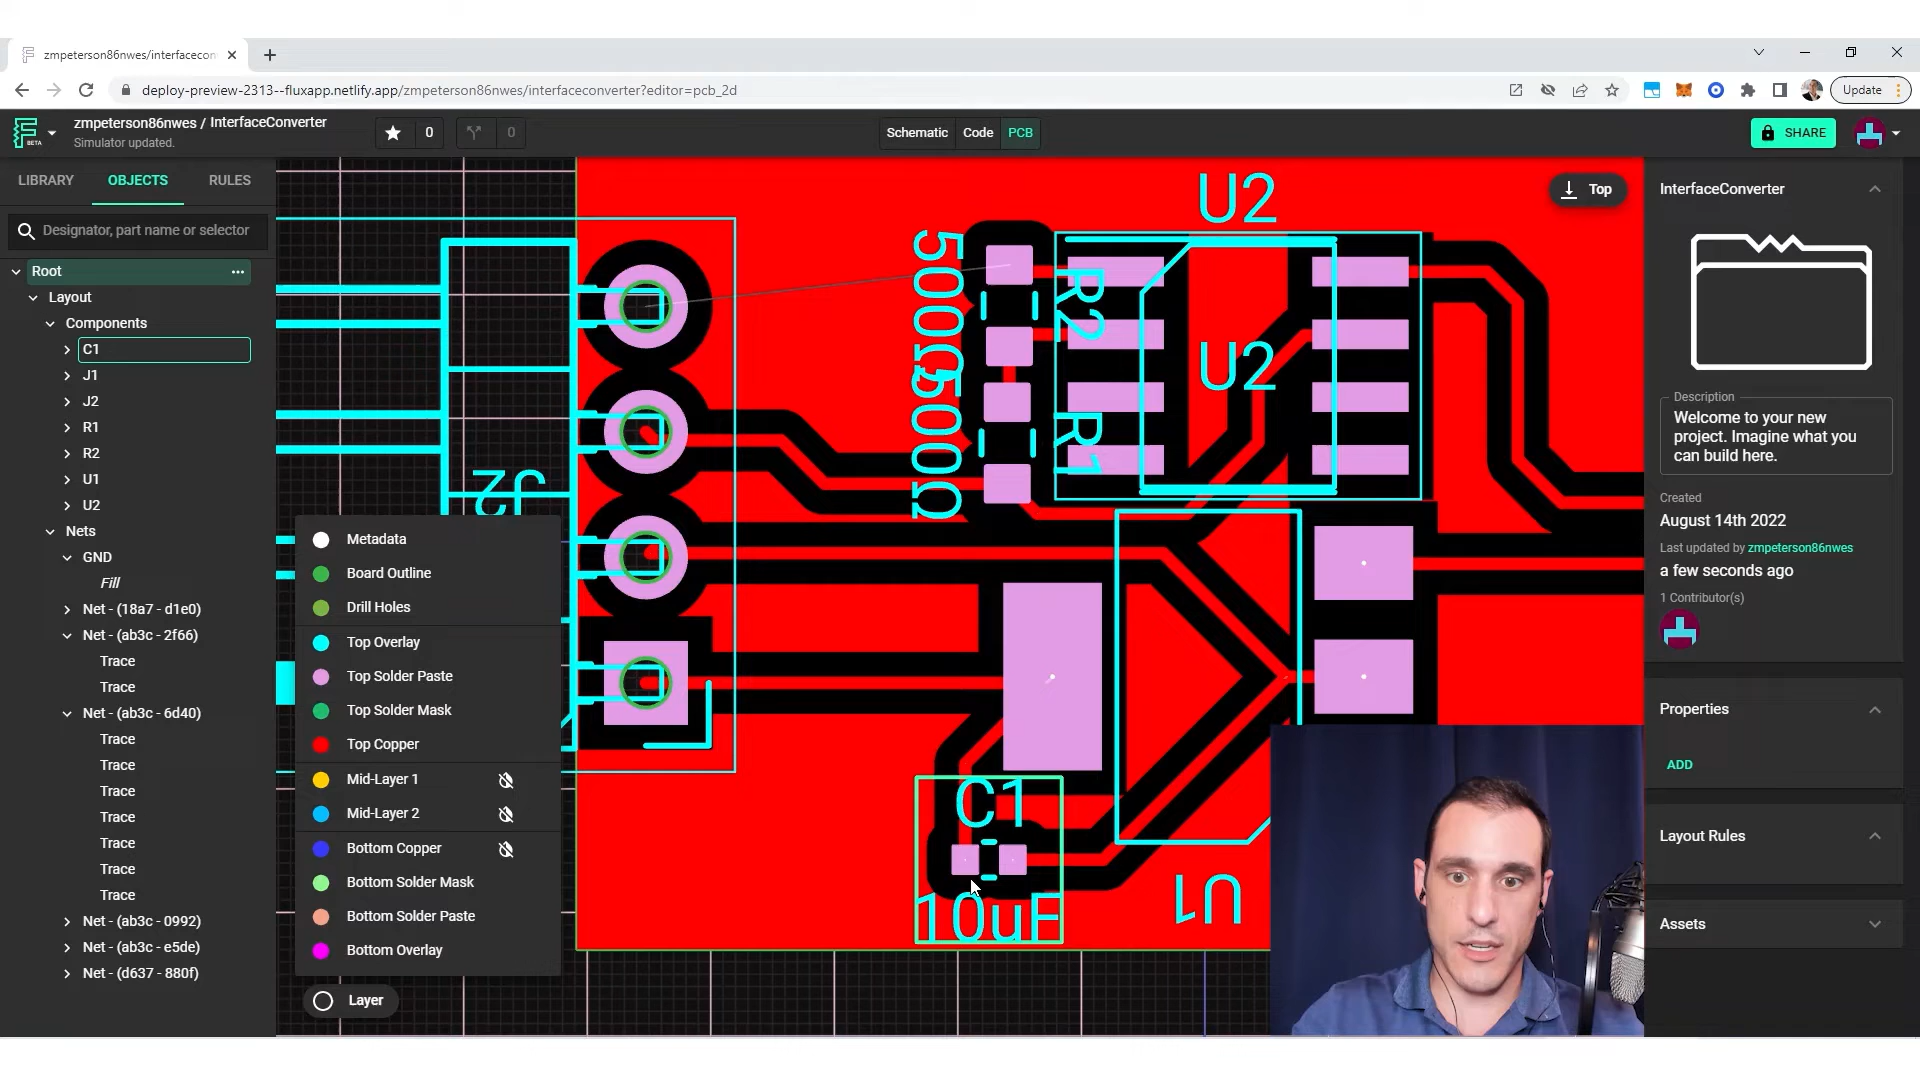 zmpeterson86nwes/interfacecon
deploy-preview-2313--fluxapp.netlify.app/zmpeterson86nwes/interfaceconverter?editor=pcb_2d
Update
BETA
zmpeterson86nwes / InterfaceConverter
Simulator updated.
0
0
Schematic
Code
PCB
SHARE
LIBRARY
OBJECTS
RULES
Designator, part name or selector
Root
Layout
Components
C1
J1
J2
R1
R2
U1
U2
Nets
GND
Fill
Net - (18a7 - d1e0)
Net - (ab3c - 2f66)
Trace
Trace
Net - (ab3c - 6d40)
Trace
Trace
Trace
Trace
Trace
Trace
Trace
Net - (ab3c - 0992)
Net - (ab3c - e5de)
Net - (d637 - 880f)
Metadata
Board Outline
Drill Holes
Top Overlay
Top Solder Paste
Top Solder Mask
Top Copper
Mid-Layer 1
Mid-Layer 2
Bottom Copper
Bottom Solder Mask
Bottom Solder Paste
Bottom Overlay
Layer
J2
500Ω
500Ω
R2
R1
U2
U2
C1
10uF
U1
Top
InterfaceConverter
Description
Welcome to your new
project. Imagine what you
can build here.
Created
August 14th 2022
Last updated by zmpeterson86nwes
a few seconds ago
1 Contributor(s)
Properties
ADD
Layout Rules
Assets